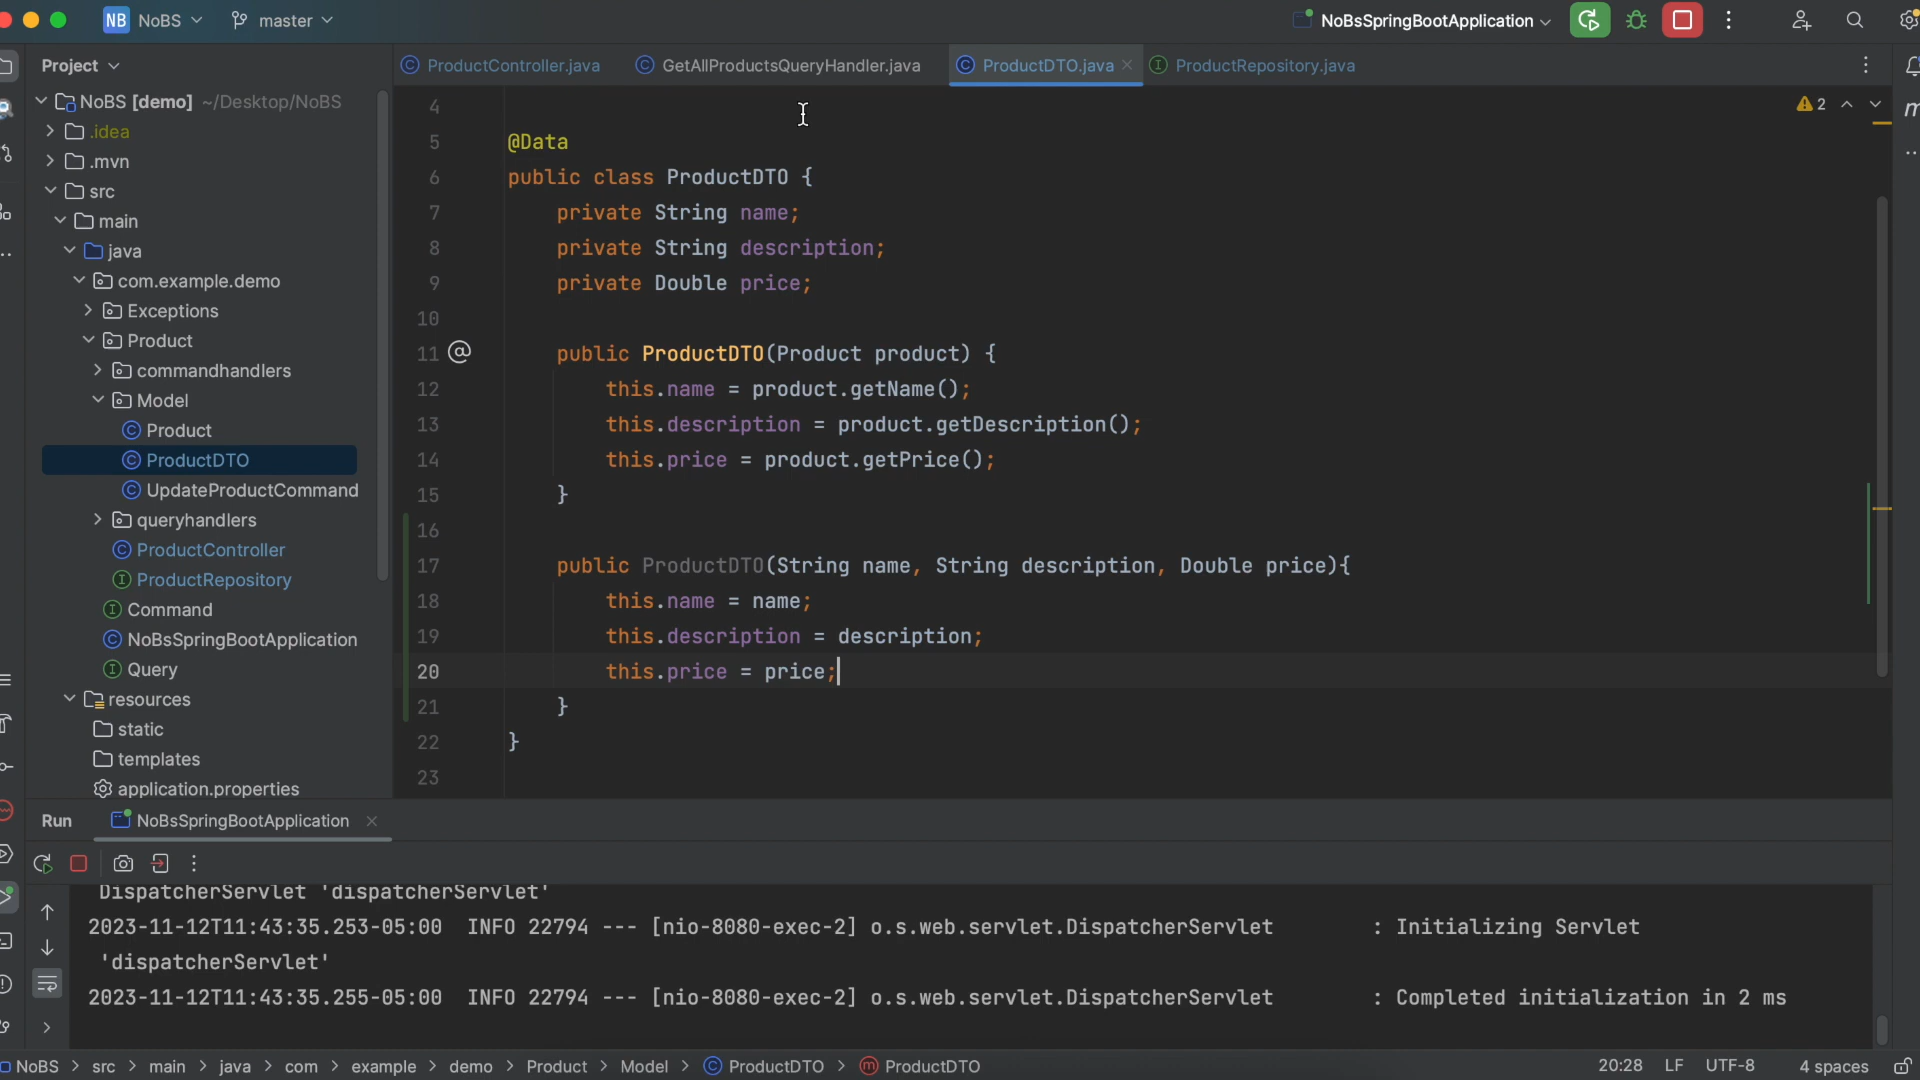 NB NoBS master NoBsSpringBootApplication
Project
ProductController.java GetAllProductsQueryHandler.java ProductDTO.java ProductRepository.java
NoBS [demo] ~/Desktop/NoBS
.idea
.mvn
src
main
java
com.example.demo
Exceptions
Product
commandhandlers
Model
Product
ProductDTO
UpdateProductCommand
queryhandlers
ProductController
ProductRepository
Command
NoBsSpringBootApplication
Query
resources
static
templates
application.properties
2
4
5 @Data
6 public class ProductDTO {
7 private String name;
8 private String description;
9 private Double price;
10
11 @ public ProductDTO(Product product) {
12 this.name = product.getName();
13 this.description = product.getDescription();
14 this.price = product.getPrice();
15 }
16
17 public ProductDTO(String name, String description, Double price){
18 this.name = name;
19 this.description = description;
20 this.price = price;
21 }
22 }
23
Run NoBsSpringBootApplication
DispatcherServlet 'dispatcherServlet'
2023-11-12T11:43:35.253-05:00 INFO 22794 --- [nio-8080-exec-2] o.s.web.servlet.DispatcherServlet : Initializing Servlet
'dispatcherServlet'
2023-11-12T11:43:35.255-05:00 INFO 22794 --- [nio-8080-exec-2] o.s.web.servlet.DispatcherServlet : Completed initialization in 2 ms
NoBS > src > main > java > com > example > demo > Product > Model > ProductDTO > ProductDTO 20:28 LF UTF-8 4 spaces